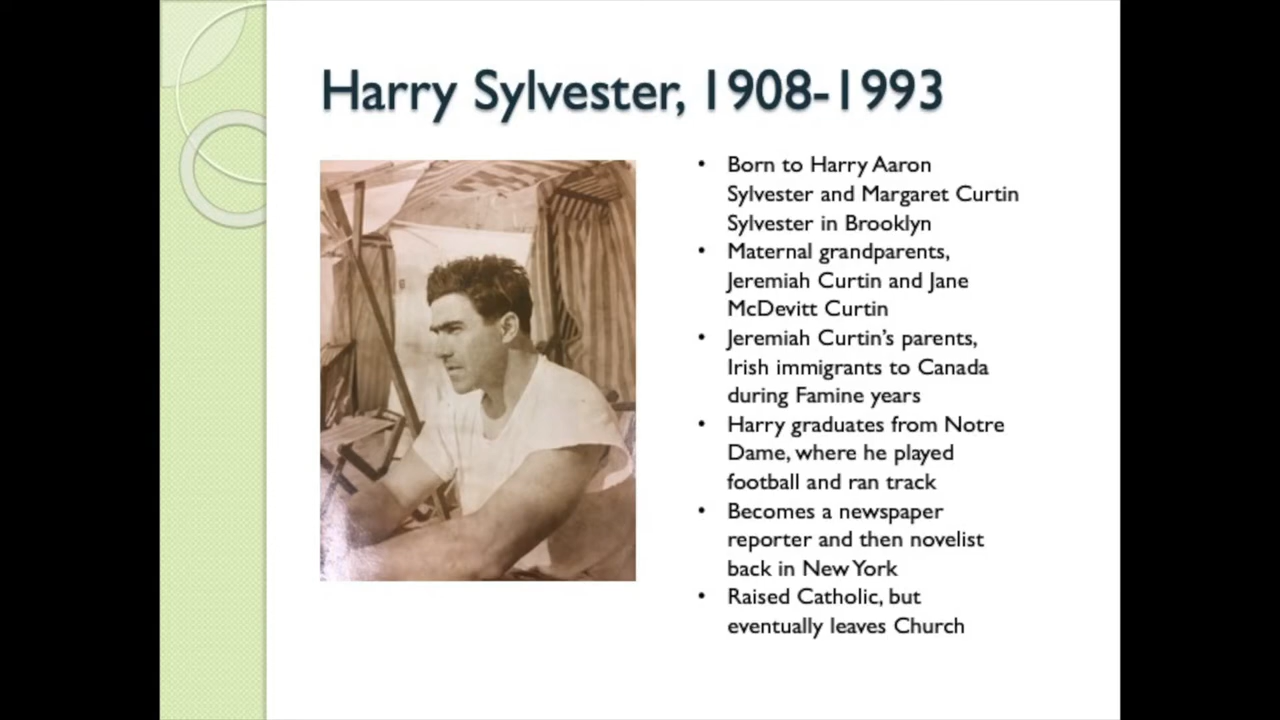 Harry Sylvester, 1908-1993
• Born to Harry Aaron
Sylvester and Margaret Curtin
Sylvester in Brooklyn
• Maternal grandparents,
Jeremiah Curtin and Jane
McDevitt Curtin
• Jeremiah Curtin’s parents,
Irish immigrants to Canada
during Famine years
• Harry graduates from Notre
Dame, where he played
football and ran track
• Becomes a newspaper
reporter and then novelist
back in New York
• Raised Catholic, but
eventually leaves Church